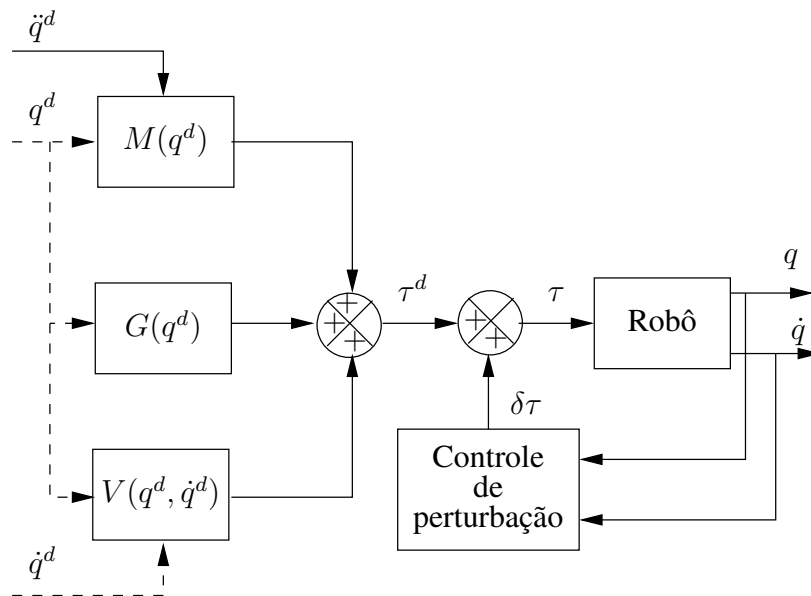 q̈^d
q^d
M(q^d)
G(q^d)
V(q^d, q̇^d)
q̇^d
+
+
+
τ^d
+
+
τ
δτ
Robô
q
q̇
Controle
de
perturbação